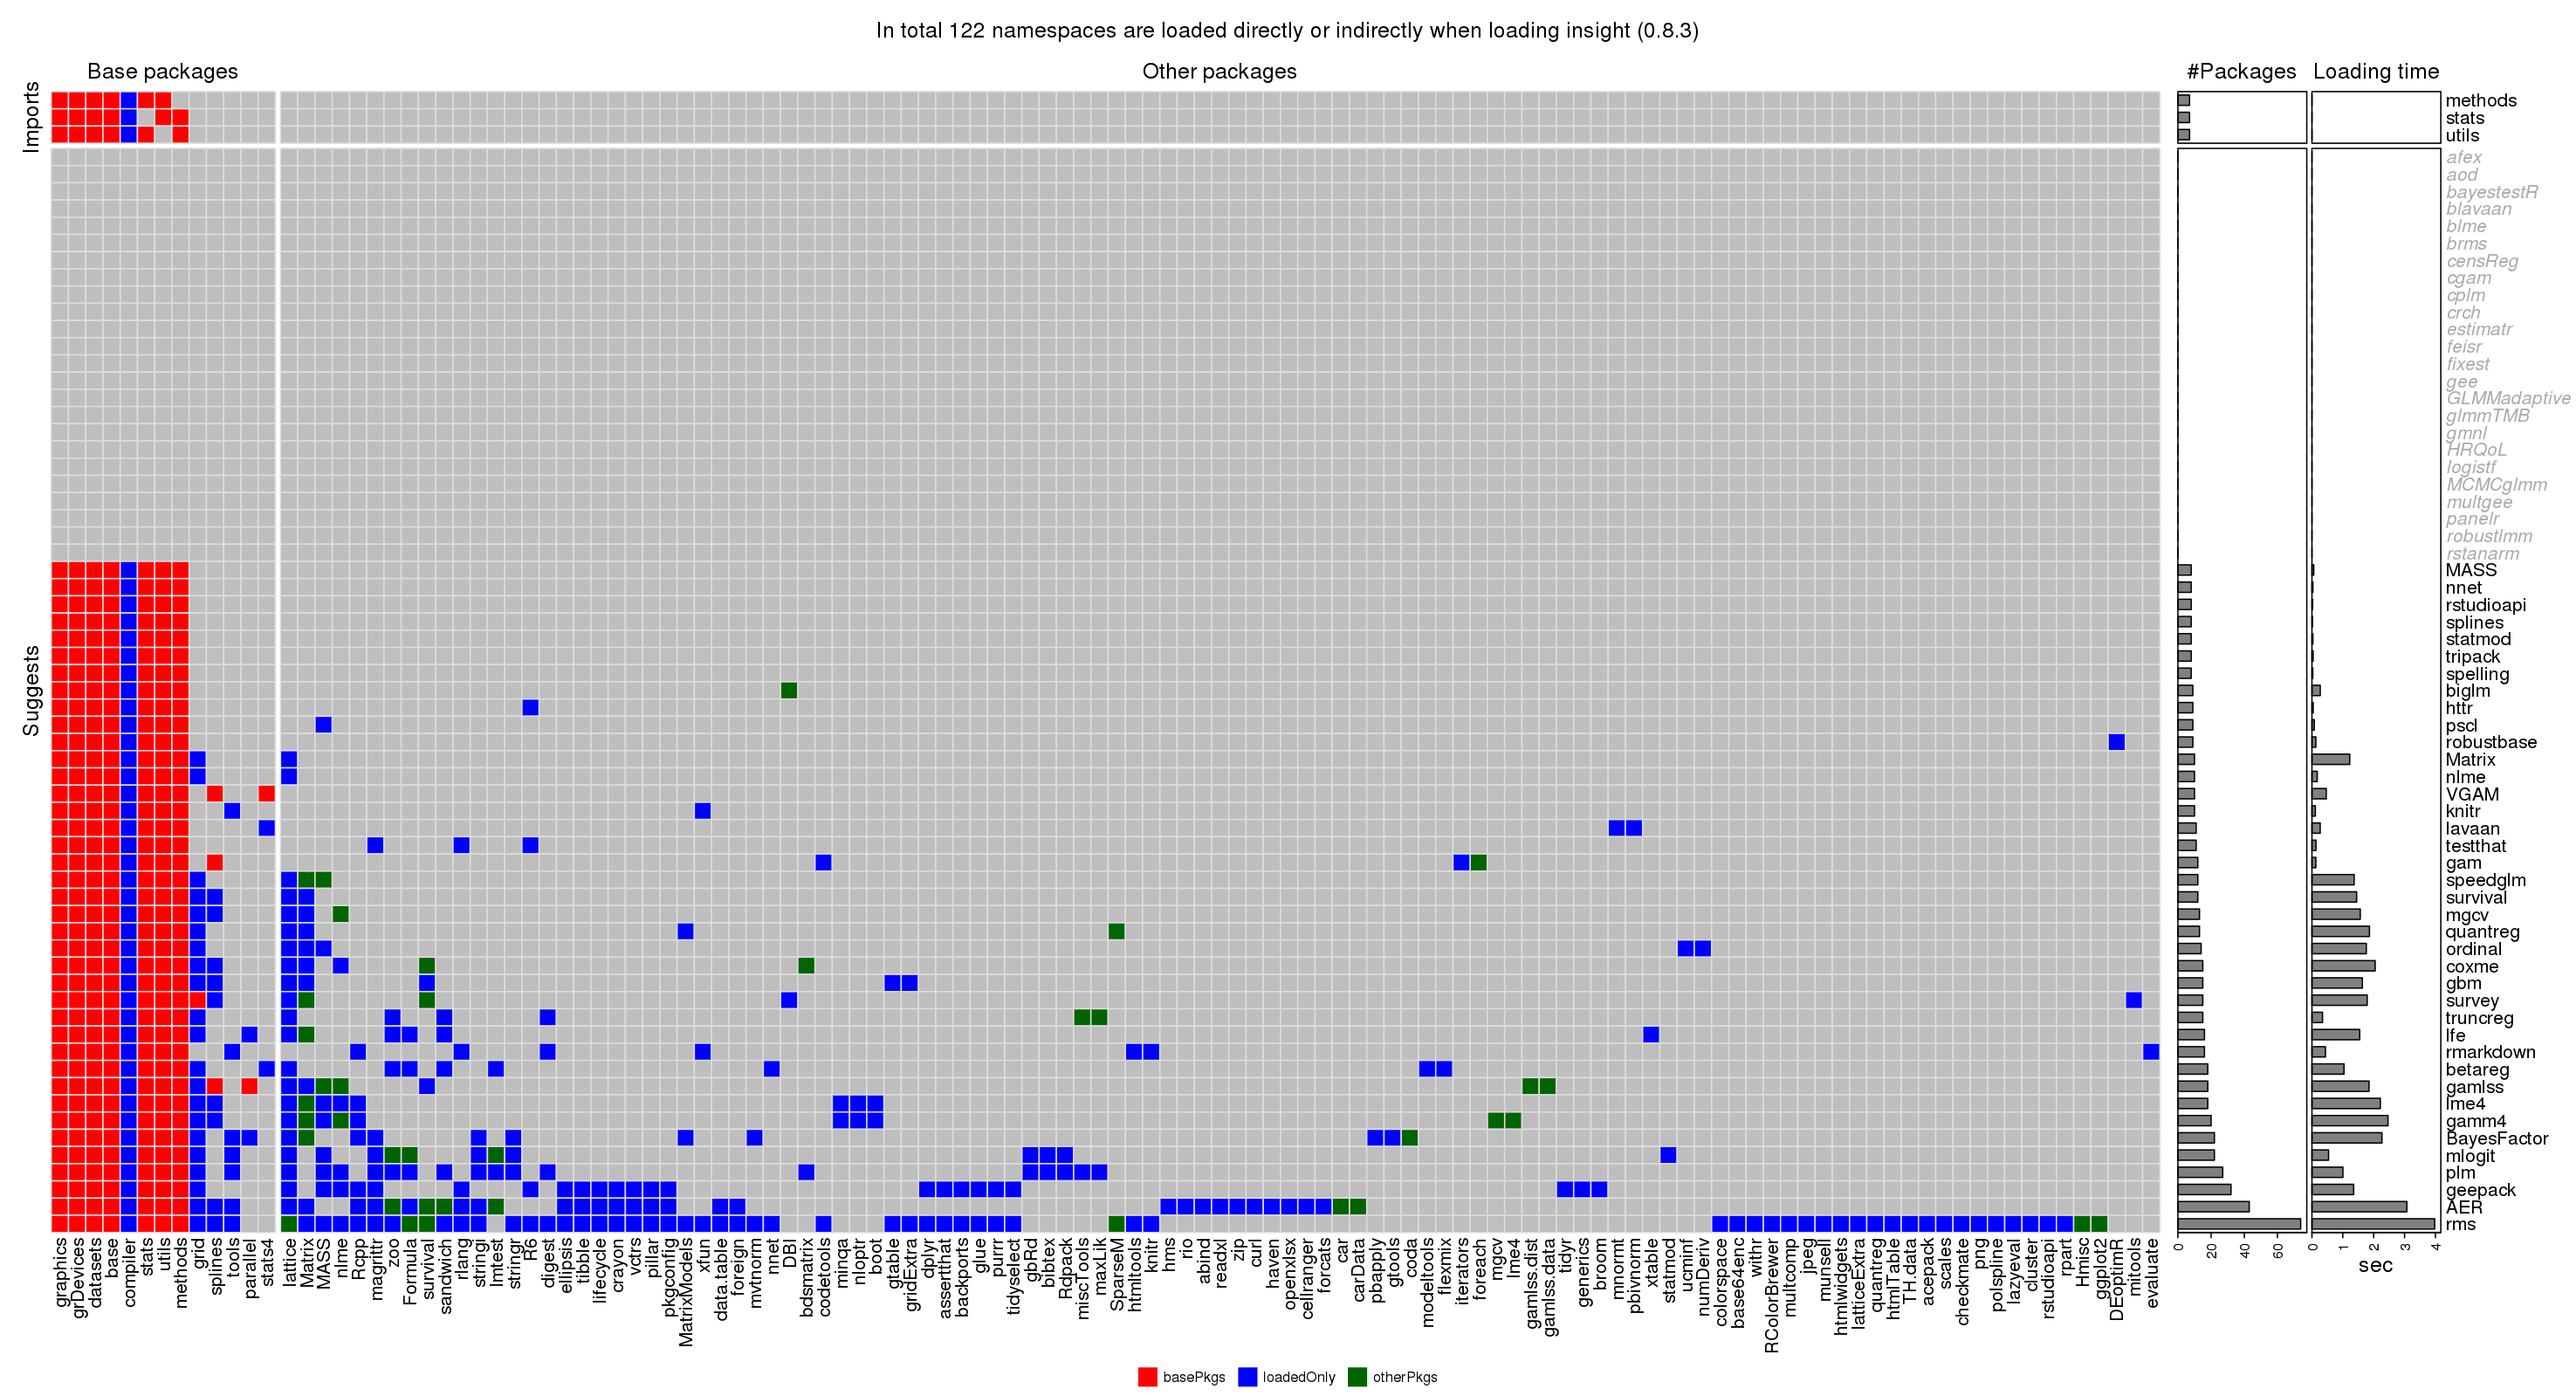 In total 122 namespaces are loaded directly or indirectly when loading insight (0.8.3)
Base packages
Other packages
#Packages
Loading time
Imports
methods
stats
utils
Suggests
afex
aod
bayestestR
blavaan
blme
brms
censReg
cgam
cplm
crch
estimatr
feisr
fixest
gee
GLMMadaptive
glmmTMB
gmnl
HRQoL
logistf
MCMCglmm
multgee
panelr
robustlmm
rstanarm
MASS
nnet
rstudioapi
splines
statmod
tripack
spelling
biglm
httr
pscl
robustbase
Matrix
nlme
VGAM
knitr
lavaan
testthat
gam
speedglm
survival
mgcv
quantreg
ordinal
coxme
gbm
survey
truncreg
lfe
rmarkdown
betareg
gamlss
lme4
gamm4
BayesFactor
mlogit
plm
geepack
AER
rms
graphics
grDevices
datasets
base
compiler
stats
utils
methods
grid
splines
tools
parallel
stats4
lattice
Matrix
MASS
nlme
Rcpp
magrittr
zoo
Formula
survival
sandwich
rlang
stringi
lmtest
stringr
R6
digest
ellipsis
tibble
lifecycle
crayon
vctrs
pillar
pkgconfig
MatrixModels
xfun
data.table
foreign
mvtnorm
nnet
DBI
bdsmatrix
codetools
minqa
nloptr
boot
gtable
gridExtra
dplyr
assertthat
backports
glue
purrr
tidyselect
gbRd
bibtex
Rdpack
miscTools
maxLik
SparseM
htmltools
knitr
hms
rio
abind
readxl
zip
curl
haven
openxlsx
cellranger
forcats
car
carData
pbapply
gtools
coda
modeltools
flexmix
iterators
foreach
mgcv
lme4
gamlss.dist
gamlss.data
tidyr
generics
broom
mnormt
pbivnorm
xtable
statmod
ucminf
numDeriv
colorspace
base64enc
withr
RColorBrewer
multcomp
jpeg
munsell
htmlwidgets
latticeExtra
quantreg
htmlTable
TH.data
acepack
scales
checkmate
png
polspline
lazyeval
cluster
rstudioapi
rpart
Hmisc
ggplot2
DEoptimR
mitools
evaluate
0 20 40 60
0 1 2 3 4
sec
basePkgs
loadedOnly
otherPkgs